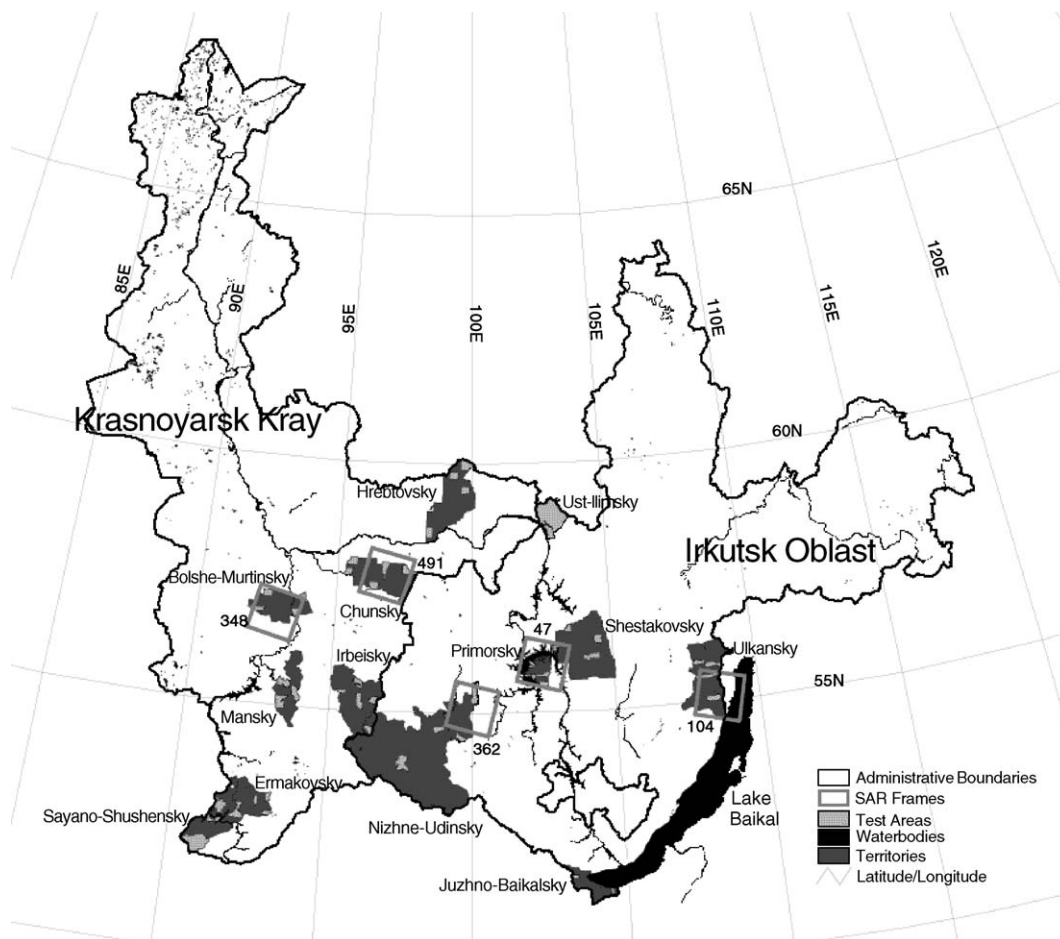 65N
120E
85E
90E
95E
100E
105E
110E
115E
Krasnoyarsk Kray
60N
Hrebtovsky
Ust-Ilimsky
Irkutsk Oblast
491
Bolshe-Murtinsky
Chunsky
348
47
Shestakovsky
Irbeisky
Primorsky
Ulkansky
55N
Mansky
104
362
Ermakovsky
Sayano-Shushensky
Nizhne-Udinsky
Lake
Baikal
Juzhno-Baikalsky
Administrative Boundaries
SAR Frames
Test Areas
Waterbodies
Territories
Latitude/Longitude